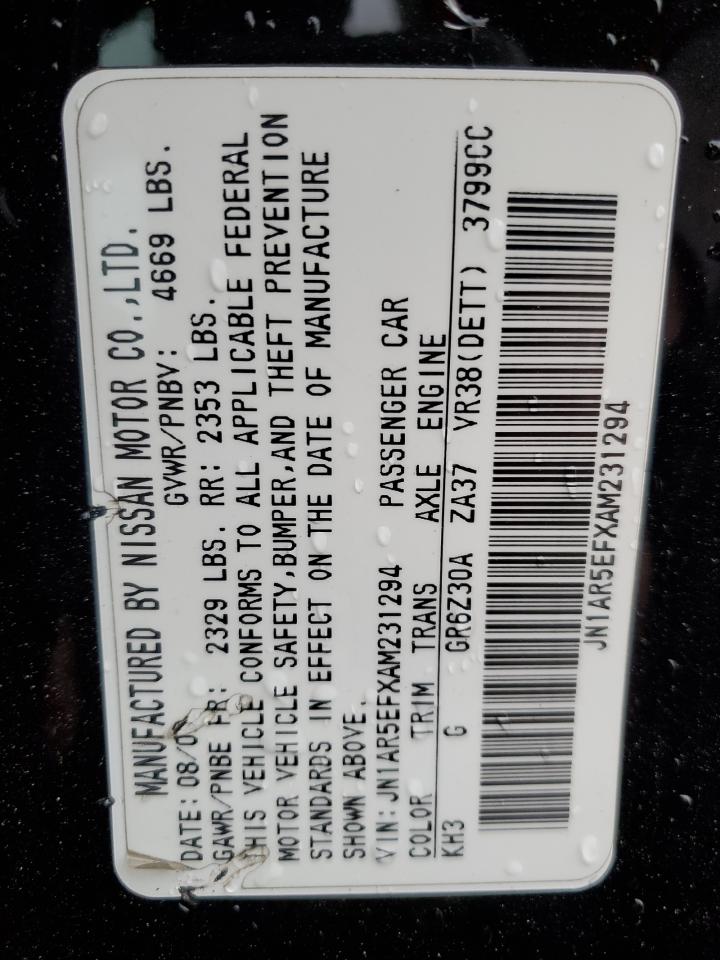 MANUFACTURED BY NISSAN MOTOR CO.,LTD.
DATE: 08/0 GVWR/PNBV: 4669 LBS.
GAWR/PNBE FR: 2329 LBS. RR: 2353 LBS.
THIS VEHICLE CONFORMS TO ALL APPLICABLE FEDERAL
MOTOR VEHICLE SAFETY,BUMPER,AND THEFT PREVENTION
STANDARDS IN EFFECT ON THE DATE OF MANUFACTURE
SHOWN ABOVE
VIN:JN1AR5EFXAM231294 PASSENGER CAR
COLOR TRIM TRANS AXLE ENGINE
KH3 G GR6Z30A ZA37 VR38(DETT) 3799CC
JN1AR5EFXAM231294